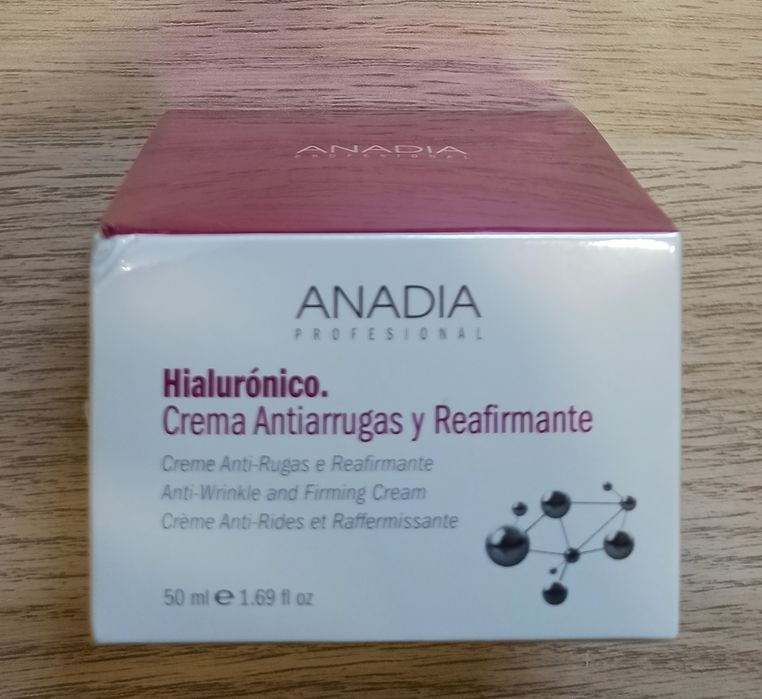 ANADIA
PROFESIONAL
ANADIA
PROFESIONAL
Hialurónico.
Crema Antiarrugas y Reafirmante
Creme Anti-Rugas e Reafirmante
Anti-Wrinkle and Firming Cream
Crème Anti-Rides et Raffermissante
50 ml ℮ 1.69 fl oz